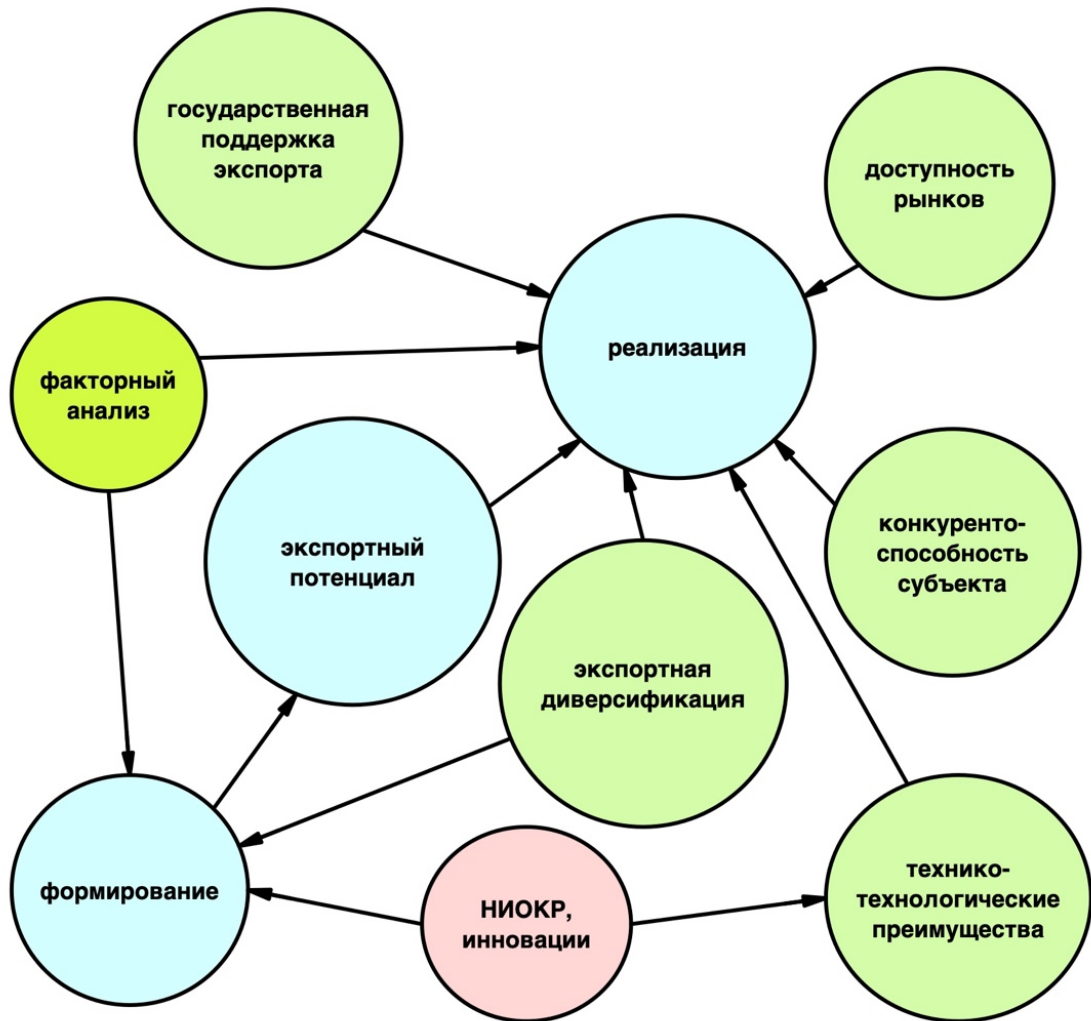 государственная
поддержка
экспорта
доступность
рынков
реализация
факторный
анализ
экспортный
потенциал
конкуренто-
способность
субъекта
экспортная
диверсификация
формирование
НИОКР,
инновации
технико-
технологические
преимущества